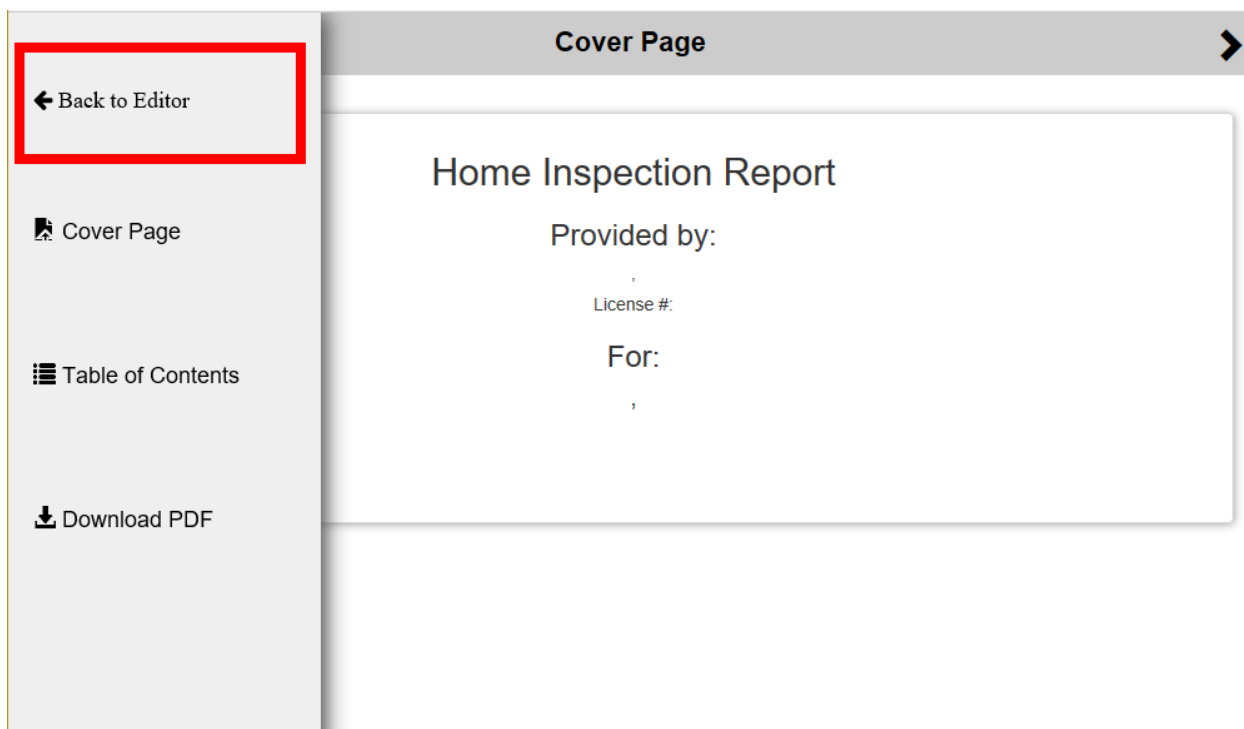 Back to Editor
Cover Page
Table of Contents
Download PDF
Cover Page
Home Inspection Report
Provided by:
,
License #:
For:
,